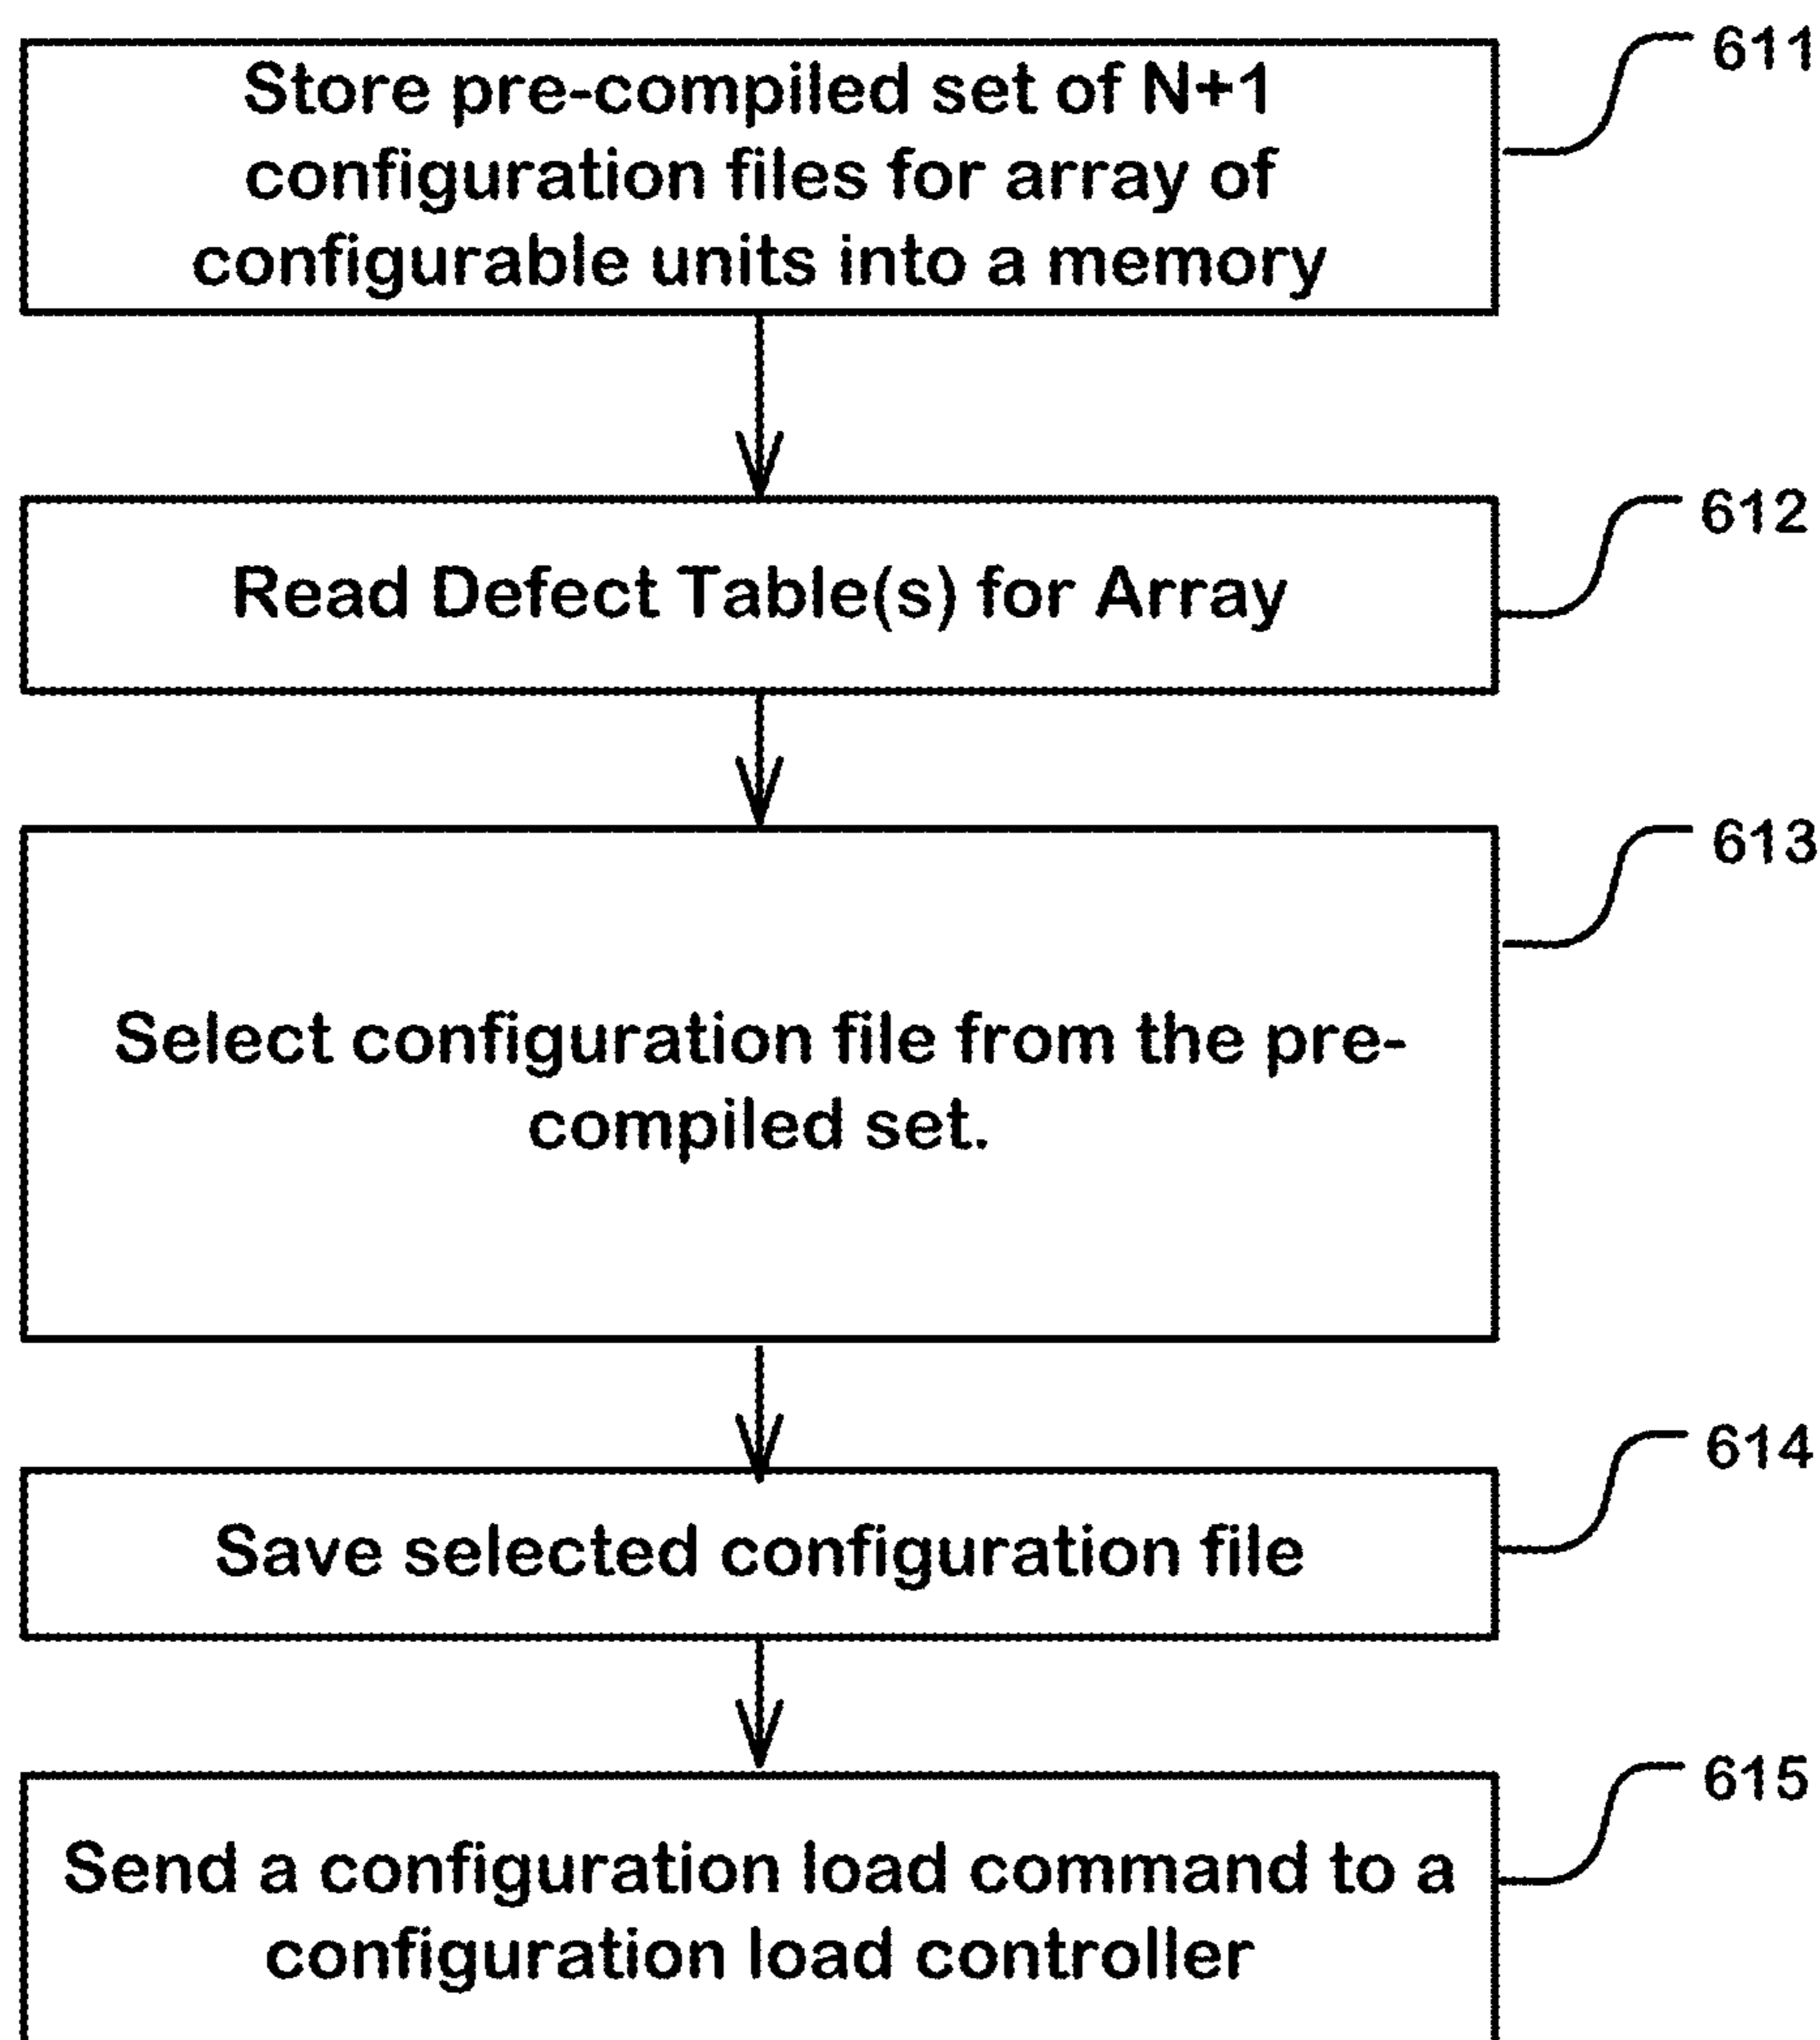 611
Store pre-compiled set of N+1
configuration files for array of
configurable units into a memory
612
Read Defect Table(s) for Array
613
Select configuration file from the pre-
compiled set.
614
Save selected configuration file
615
Send a configuration load command to a
configuration load controller